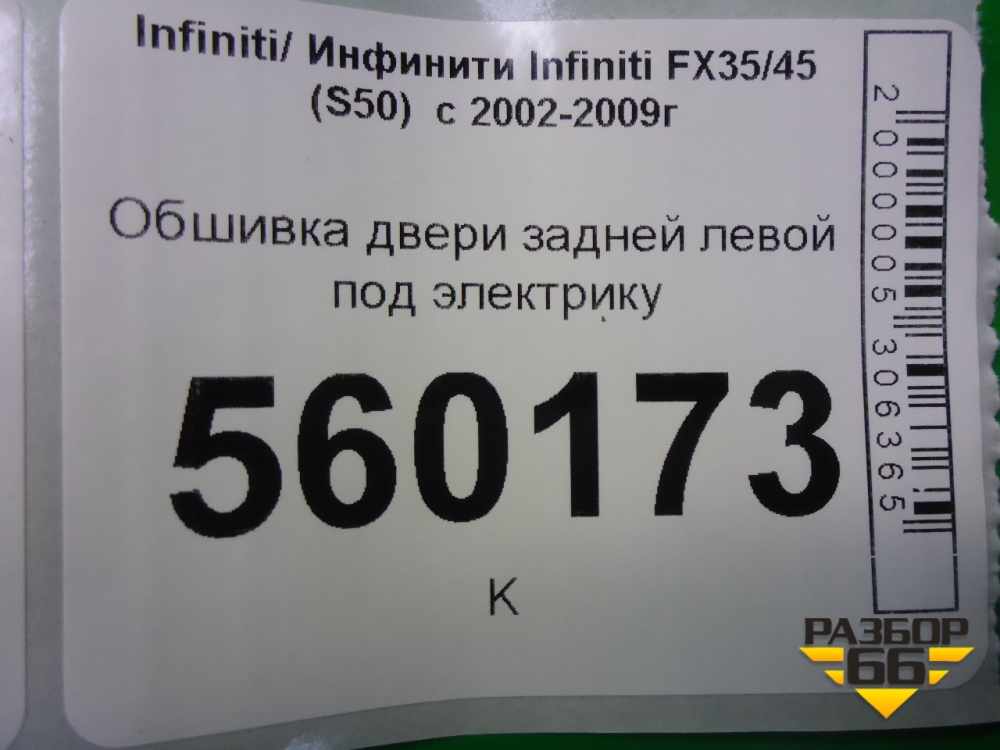 Infiniti/ Инфинити Infiniti FX35/45
(S50) с 2002-2009г
Обшивка двери задней левой
под электрику
560173
К
2000005306365
РАЗБОР
66